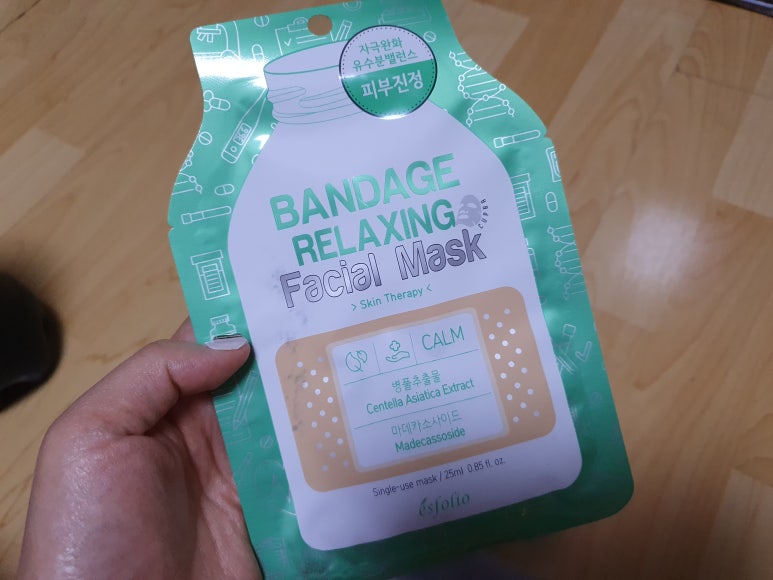 자극완화
유수분밸런스
피부진정
BANDAGE
RELAXING
Facial Mask
> Skin Therapy <
CALM
병풀추출물
Centella Asiatica Extract
마데카소사이드
Madecassoside
Single-use mask / 25ml 0.85 fl. oz.
esfolio